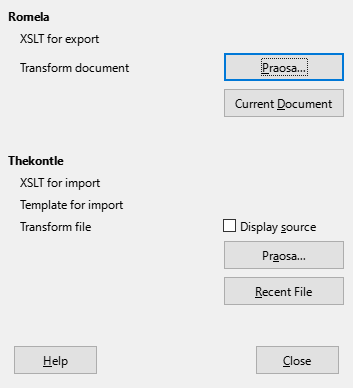 Romela
XSLT for export
Transform document
Praosa...
Current Document
Thekontle
XSLT for import
Template for import
Transform file
Display source
Praosa...
Recent File
Help
Close